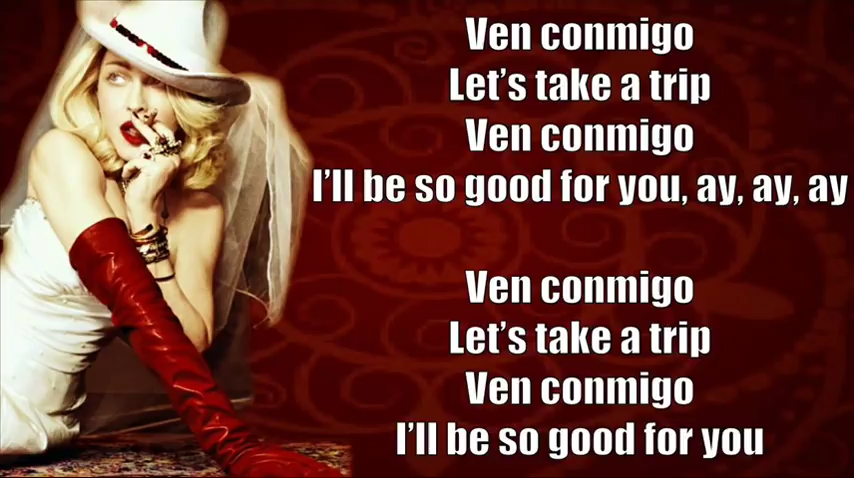 Ven conmigo
Let's take a trip
Ven conmigo
I'll be so good for you, ay, ay, ay
Ven conmigo
Let's take a trip
Ven conmigo
I'll be so good for you